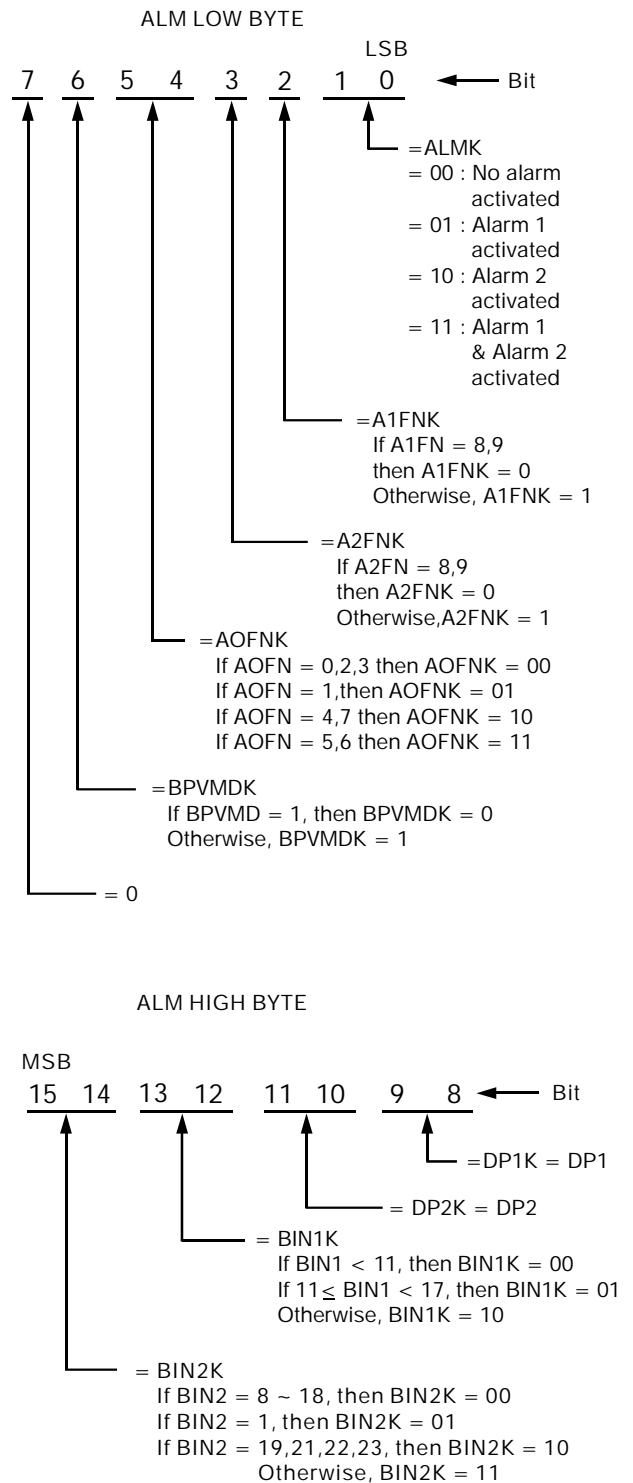 ALM LOW BYTE
LSB
7 6 5 4 3 2 1 0 Bit
=ALMK
= 00 : No alarm
activated
= 01 : Alarm 1
activated
= 10 : Alarm 2
activated
= 11 : Alarm 1
& Alarm 2
activated
=A1FNK
If A1FN = 8,9
then A1FNK = 0
Otherwise, A1FNK = 1
=A2FNK
If A2FN = 8,9
then A2FNK = 0
Otherwise,A2FNK = 1
=AOFNK
If AOFN = 0,2,3 then AOFNK = 00
If AOFN = 1,then AOFNK = 01
If AOFN = 4,7 then AOFNK = 10
If AOFN = 5,6 then AOFNK = 11
=BPVMDK
If BPVMD = 1, then BPVMDK = 0
Otherwise, BPVMDK = 1
= 0
ALM HIGH BYTE
MSB
15 14 13 12 11 10 9 8 Bit
=DP1K = DP1
= DP2K = DP2
= BIN1K
If BIN1 < 11, then BIN1K = 00
If 11 ≤ BIN1 < 17, then BIN1K = 01
Otherwise, BIN1K = 10
= BIN2K
If BIN2 = 8 ~ 18, then BIN2K = 00
If BIN2 = 1, then BIN2K = 01
If BIN2 = 19,21,22,23, then BIN2K = 10
Otherwise, BIN2K = 11